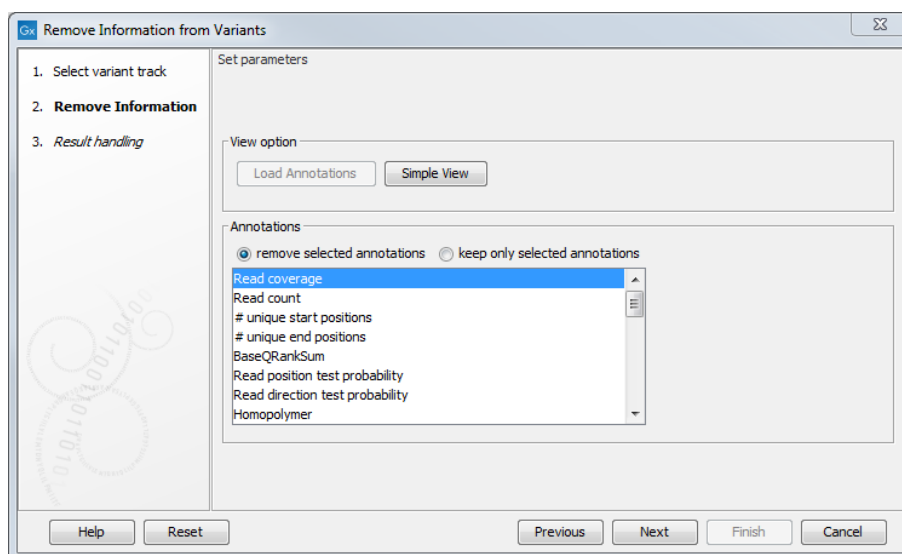 Gx Remove Information from Variants
1. Select variant track
2. Remove Information
3. Result handling
Set parameters
View option
Load Annotations Simple View
Annotations
remove selected annotations keep only selected annotations
Read coverage
Read count
# unique start positions
# unique end positions
BaseQRankSum
Read position test probability
Read direction test probability
Homopolymer
Help Reset Previous Next Finish Cancel